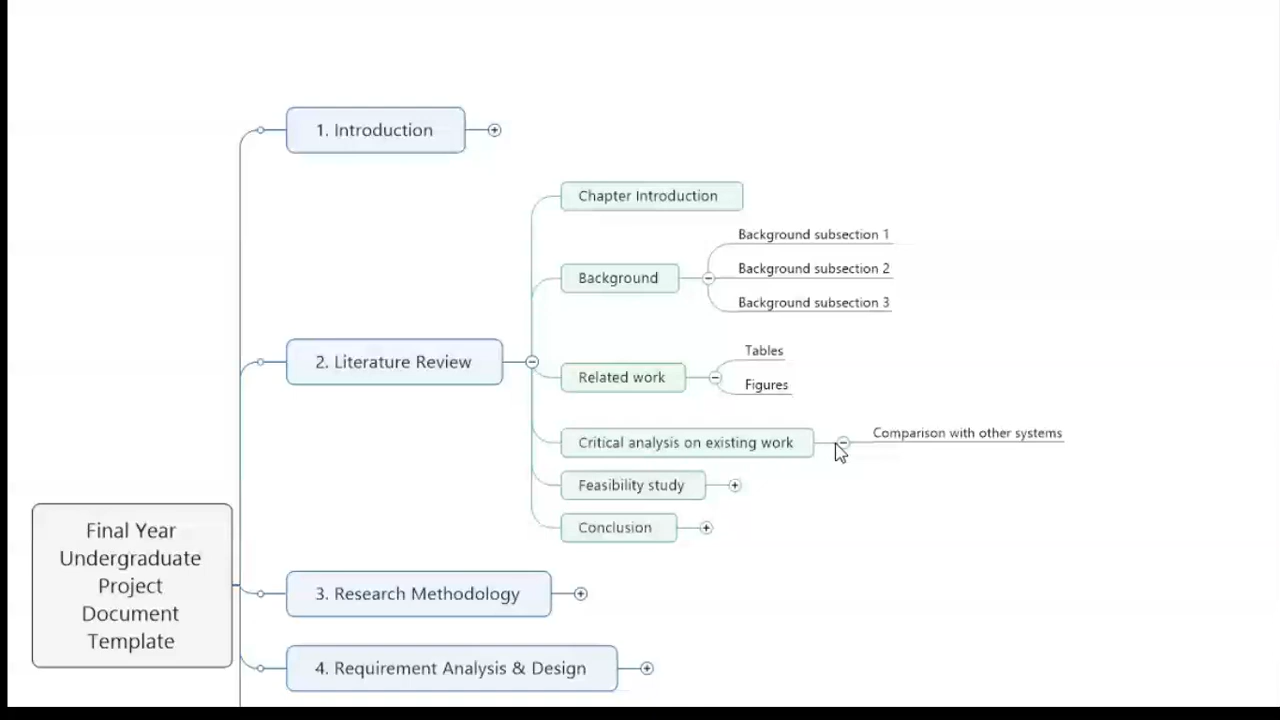 1. Introduction
Chapter Introduction
Background subsection 1
Background
Background subsection 2
Background subsection 3
2. Literature Review
Tables
Related work
Figures
Critical analysis on existing work
Comparison with other systems
Feasibility study
Conclusion
Final Year
Undergraduate
Project
Document
Template
3. Research Methodology
4. Requirement Analysis & Design